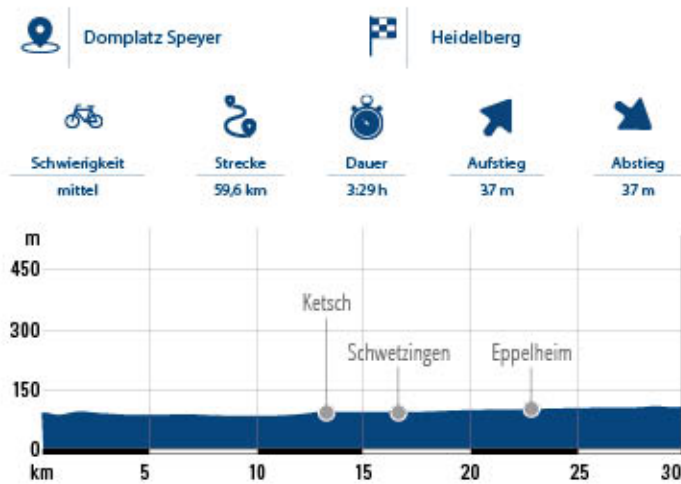 Domplatz Speyer
Heidelberg
Schwierigkeit Strecke Dauer Aufstieg Abstieg
mittel 59,6 km 3:29 h 37 m 37 m
m
450
Ketsch
300
Schwetzingen Eppelheim
150
0
km 5 10 15 20 25 30